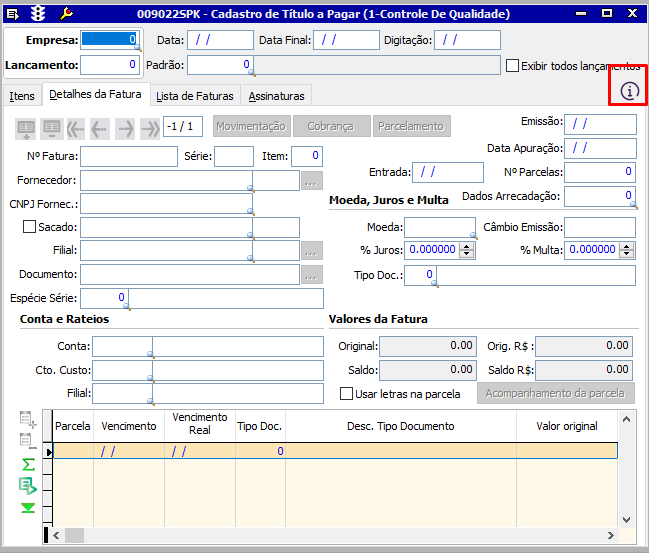 009022SPK - Cadastro de Título a Pagar (1-Controle De Qualidade)
Empresa: 0 Data: / / Data Final: / / Digitação: / /
Lancamento: 0 Padrão: 0 Exibir todos lançamentos
Itens Detalhes da Fatura Lista de Faturas Assinaturas
-1 / 1 Movimentação Cobrança Parcelamento Emissão: / /
Data Apuração: / /
Nº Fatura: Série: Item: 0
Entrada: / / Nº Parcelas: 0
Fornecedor: ...
CNPJ Fornec.: Moeda, Juros e Multa Dados Arrecadação: 0
Sacado: Moeda: Câmbio Emissão:
Filial: ... % Juros: 0.000000 % Multa: 0.000000
Documento: ... Tipo Doc.: 0
Espécie Série: 0
Conta e Rateios Valores da Fatura
Conta: Original: 0.00 Orig. R$ : 0.00
Cto. Custo: Saldo: 0.00 Saldo R$: 0.00
Filial: Usar letras na parcela Acompanhamento da parcela
Parcela Vencimento Vencimento Real Tipo Doc. Desc. Tipo Documento Valor original
/ / / / 0